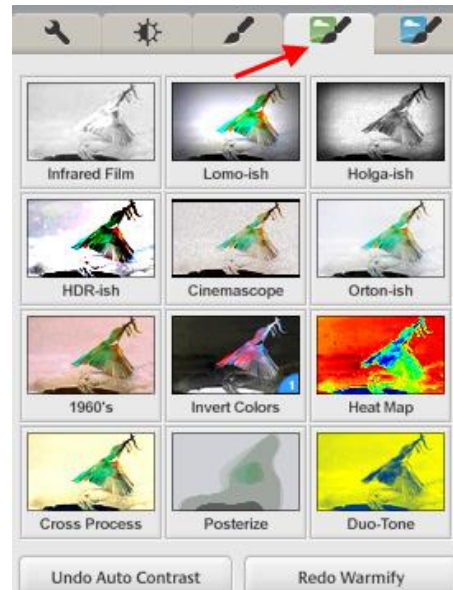 Infrared Film
Lomo-ish
Holga-ish
HDR-ish
Cinemascope
Orton-ish
1960's
Invert Colors
1
Heat Map
Cross Process
Posterize
Duo-Tone
Undo Auto Contrast
Redo Warmify